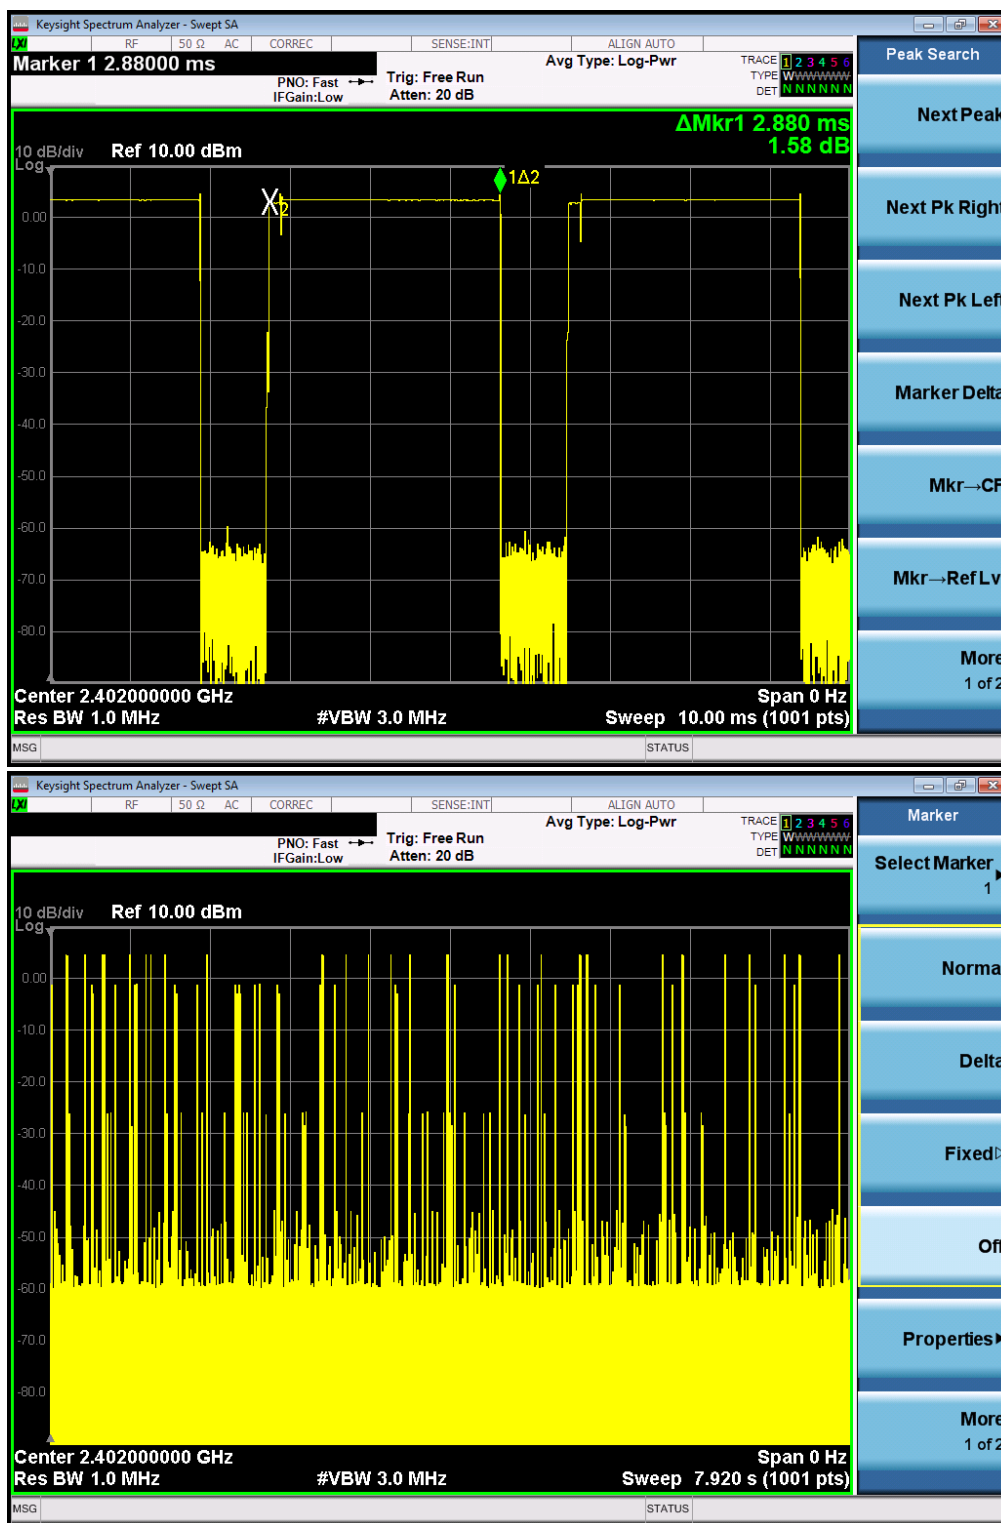 Keysight Spectrum Analyzer - Swept SA
LXI RF 50 Ω AC CORREC SENSE:INT ALIGN AUTO
Marker 1 2.88000 ms
PNO: Fast
IFGain:Low
Trig: Free Run
Atten: 20 dB
Avg Type: Log-Pwr
TRACE 1 2 3 4 5 6
TYPE WWWWWWW
DET N N N N N N
ΔMkr1 2.880 ms
1.58 dB
10 dB/div Ref 10.00 dBm
Log
1Δ2
X2
0.00
-10.0
-20.0
-30.0
-40.0
-50.0
-60.0
-70.0
-80.0
Center 2.402000000 GHz Span 0 Hz
Res BW 1.0 MHz #VBW 3.0 MHz Sweep 10.00 ms (1001 pts)
MSG STATUS
Peak Search
Next Peak
Next Pk Right
Next Pk Left
Marker Delta
Mkr→CF
Mkr→Ref Lv
More
1 of 2
Keysight Spectrum Analyzer - Swept SA
LXI RF 50 Ω AC CORREC SENSE:INT ALIGN AUTO
PNO: Fast
IFGain:Low
Trig: Free Run
Atten: 20 dB
Avg Type: Log-Pwr
TRACE 1 2 3 4 5 6
TYPE WWWWWWW
DET N N N N N N
10 dB/div Ref 10.00 dBm
Log
0.00
-10.0
-20.0
-30.0
-40.0
-50.0
-60.0
-70.0
-80.0
Center 2.402000000 GHz Span 0 Hz
Res BW 1.0 MHz #VBW 3.0 MHz Sweep 7.920 s (1001 pts)
MSG STATUS
Marker
Select Marker
1
Norma
Delta
Fixed
Off
Properties
More
1 of 2